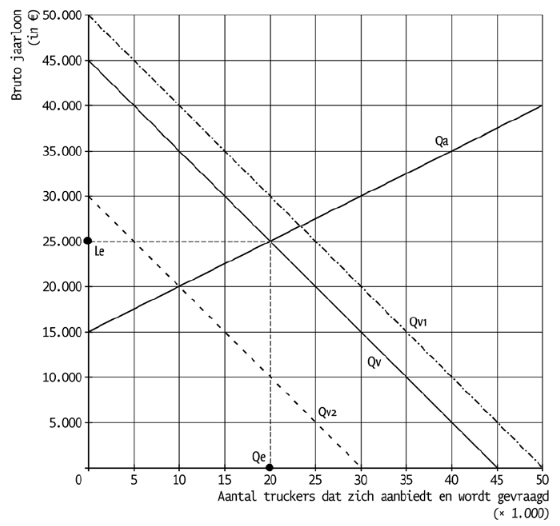 Bruto jaarloon
(in €)
50.000
45.000
40.000
35.000
30.000
25.000
20.000
15.000
10.000
5.000
Qa
Le
Qv1
Qv
Qv2
Qe
0 5 10 15 20 25 30 35 40 45 50
Aantal truckers dat zich aanbiedt en wordt gevraagd
(× 1.000)